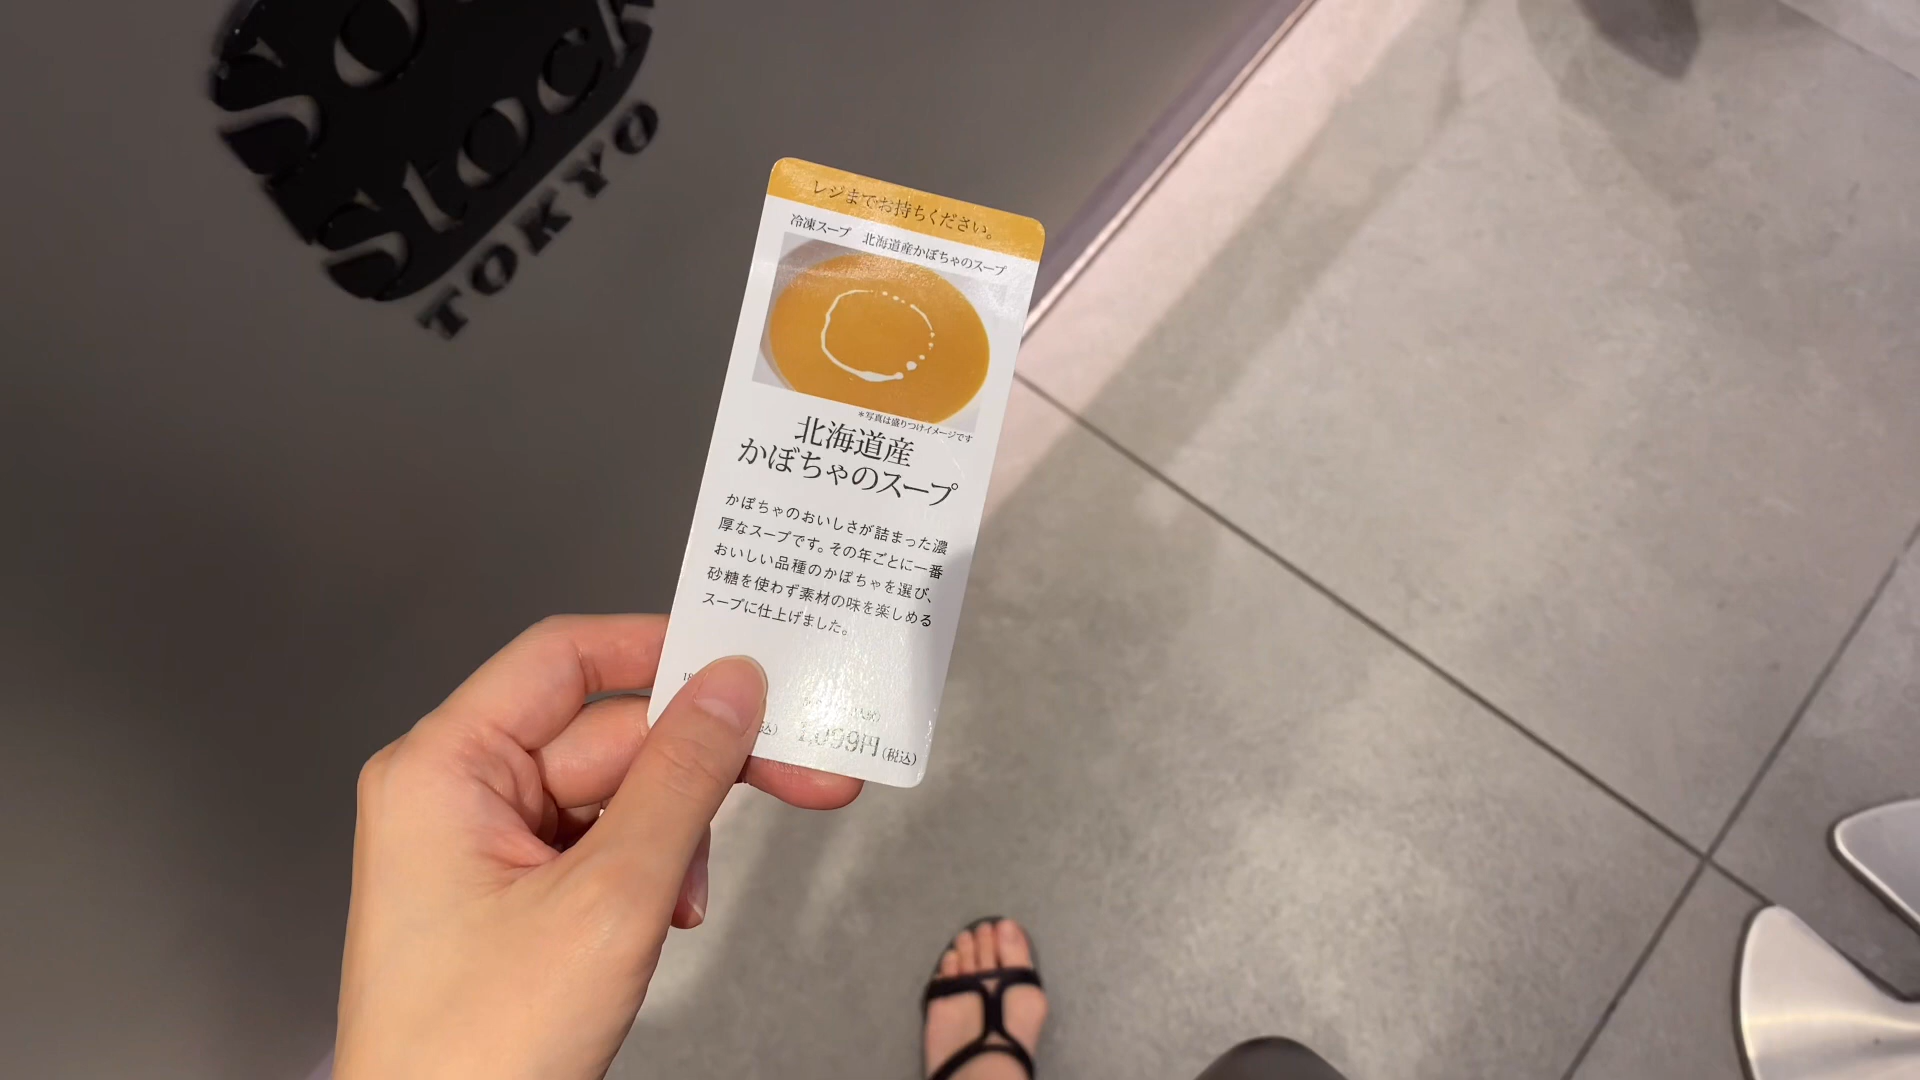 So
Stock
TOKYO
レジまでお持ちください。
冷凍スープ 北海道産かぼちゃのスープ
*写真は盛りつけイメージです
北海道産
かぼちゃのスープ
かぼちゃのおいしさが詰まった濃
厚なスープです。その年ごとに一番
おいしい品種のかぼちゃを選び、
砂糖を使わず素材の味を楽しめる
スープに仕上げました。
18
込)
円(税込)